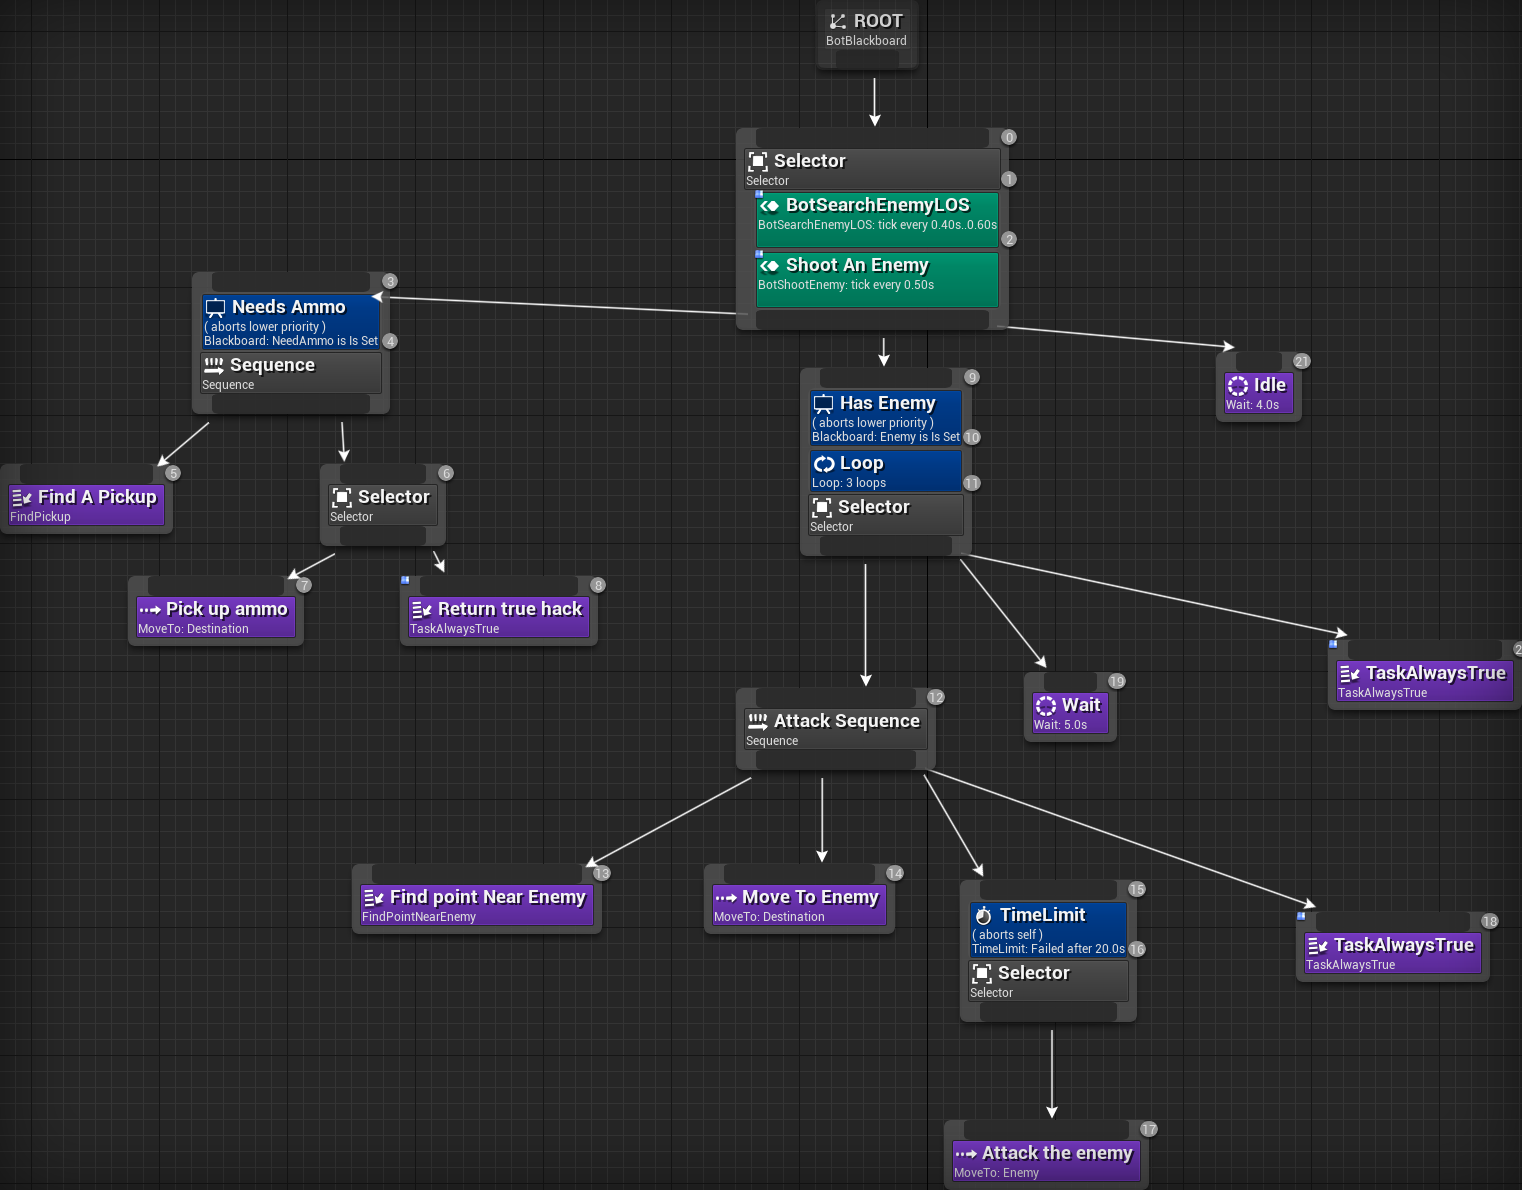 ROOT
BotBlackboard
0
Selector
Selector
1
BotSearchEnemyLOS
BotSearchEnemyLOS: tick every 0.40s..0.60s
2
Shoot An Enemy
BotShootEnemy: tick every 0.50s
3
Needs Ammo
( aborts lower priority )
Blackboard: NeedAmmo is Is Set
4
Sequence
Sequence
21
Idle
Wait: 4.0s
9
Has Enemy
( aborts lower priority )
Blackboard: Enemy is Is Set
10
Loop
Loop: 3 loops
11
Selector
Selector
5
Find A Pickup
FindPickup
6
Selector
Selector
7
Pick up ammo
MoveTo: Destination
8
Return true hack
TaskAlwaysTrue
12
Attack Sequence
Sequence
19
Wait
Wait: 5.0s
TaskAlwaysTrue
TaskAlwaysTrue
13
Find point Near Enemy
FindPointNearEnemy
14
Move To Enemy
MoveTo: Destination
15
TimeLimit
( aborts self )
TimeLimit: Failed after 20.0s
16
Selector
Selector
18
TaskAlwaysTrue
TaskAlwaysTrue
17
Attack the enemy
MoveTo: Enemy